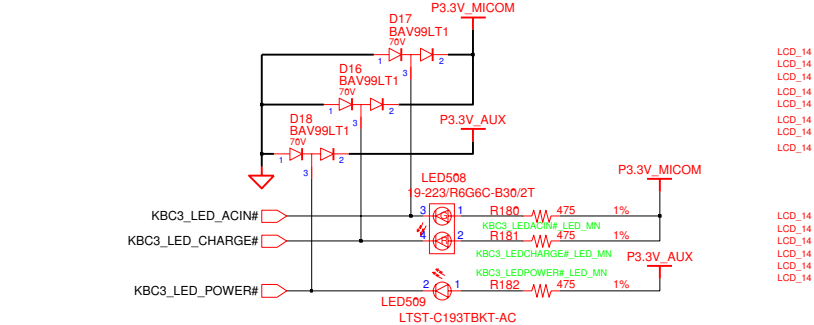 P3.3V_MICOM
D17
BAV99LT1
70V
1
2
3
LCD_14
LCD_14
LCD_14
D16
BAV99LT1
70V
1
2
3
LCD_14
LCD_14
LCD_14
LCD_14
LCD_14
D18
BAV99LT1
70V
1
2
3
P3.3V_AUX
LED508
19-223/R6G6C-B30/2T
P3.3V_MICOM
KBC3_LED_ACIN#
3
G
1
R180
475
1%
LCD_14
KBC3_LEDACIN#_LED_MN
LCD_14
KBC3_LED_CHARGE#
4
R
2
R181
475
1%
LCD_14
KBC3_LEDCHARGE#_LED_MN
P3.3V_AUX
LCD_14
KBC3_LEDPOWER#_LED_MN
LCD_14
LCD_14
KBC3_LED_POWER#
2
1
R182
475
1%
LED509
LTST-C193TBKT-AC